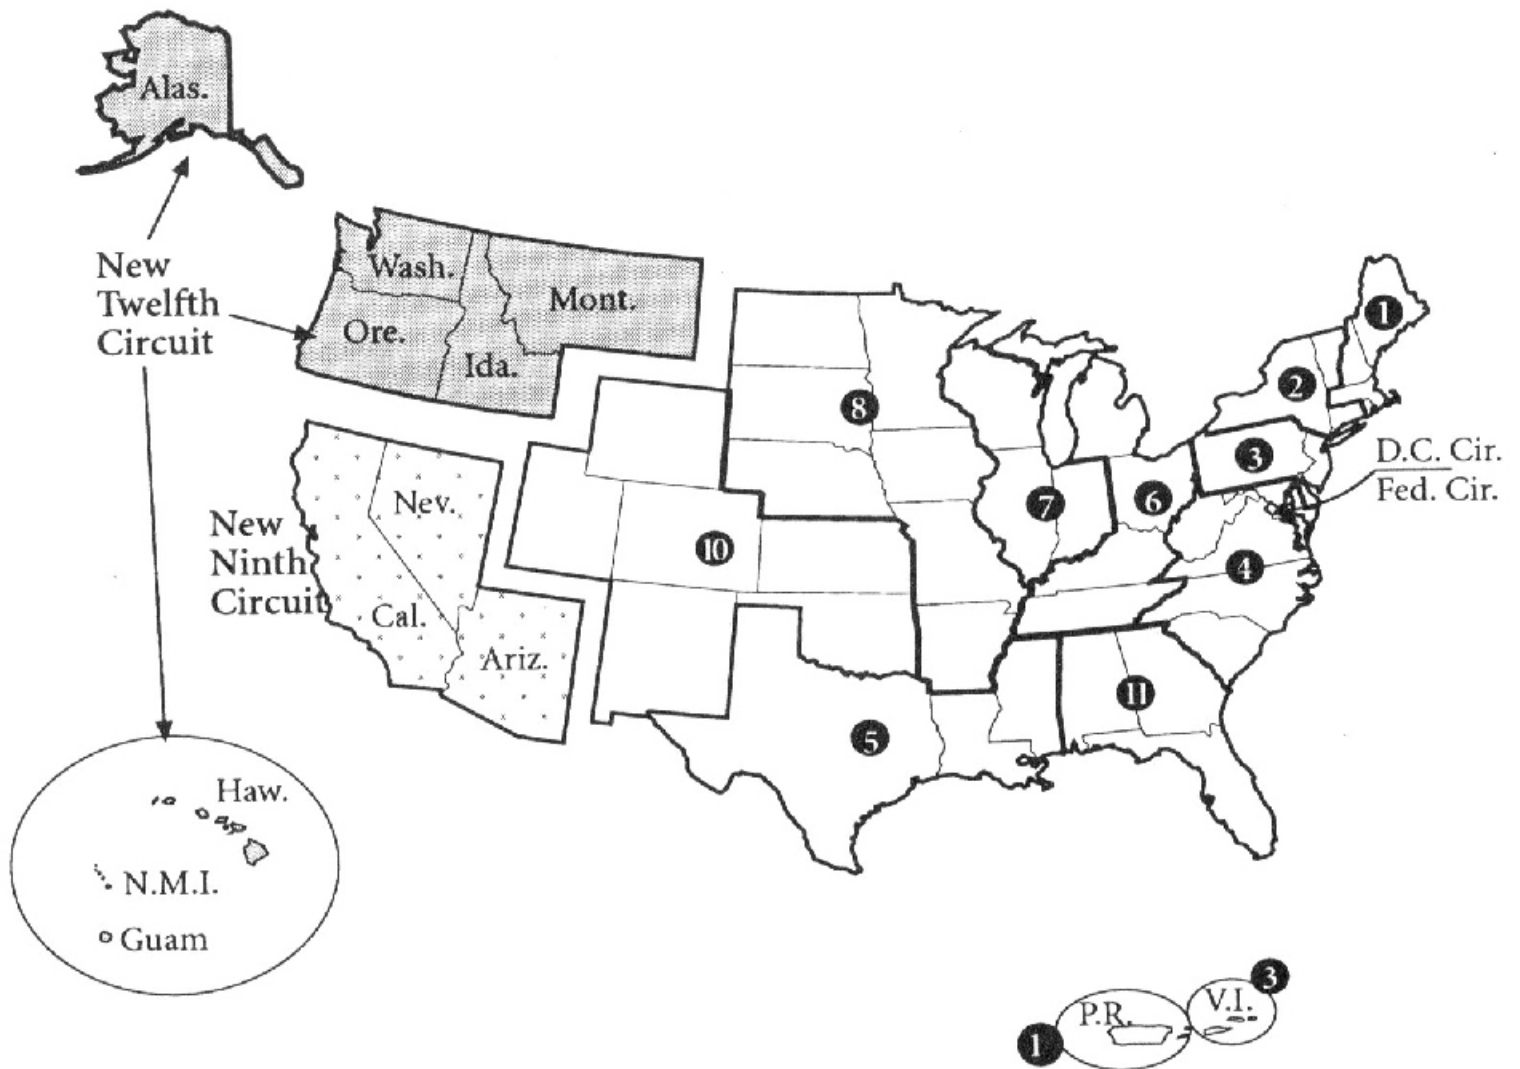 Alas.
New
Twelfth
Circuit
Wash.
Mont.
Ore.
Ida.
1
2
8
3
D.C. Cir.
Fed. Cir.
Nev.
7
6
New
Ninth
Circuit
10
4
Cal.
Ariz.
11
5
Haw.
N.M.I.
Guam
3
V.I.
P.R.
1